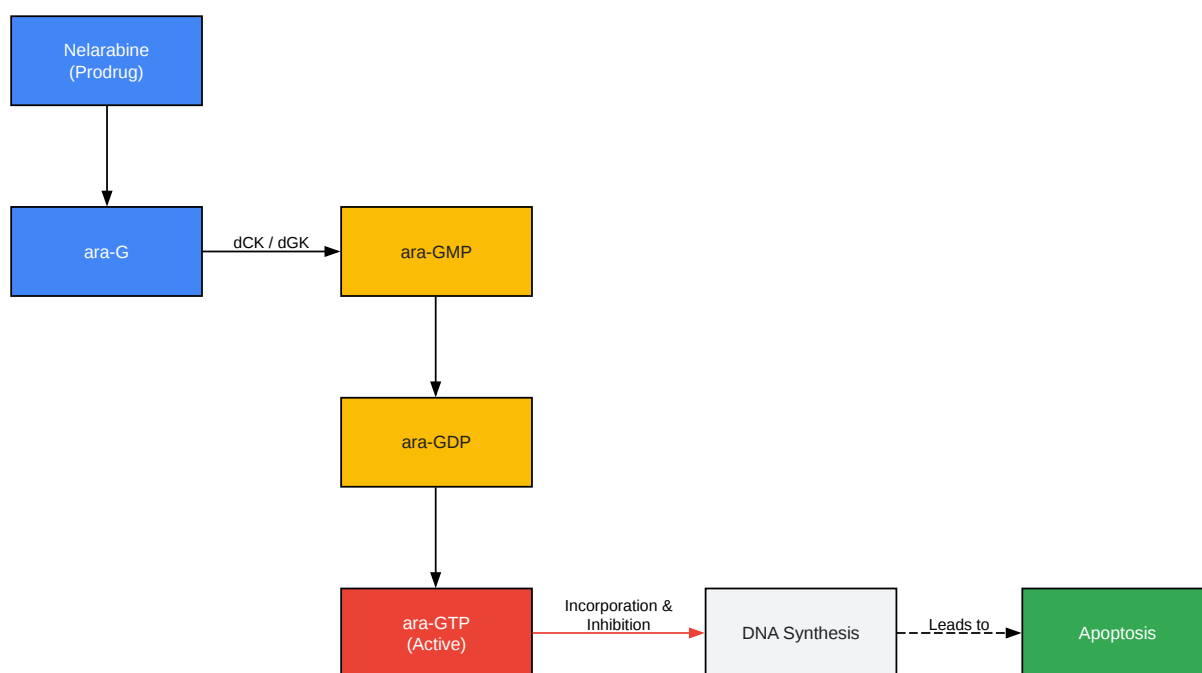 Nelarabine
(Prodrug)
ara-G
dCK / dGK
ara-GMP
ara-GDP
ara-GTP
(Active)
Incorporation &
Inhibition
DNA Synthesis
Leads to
Apoptosis